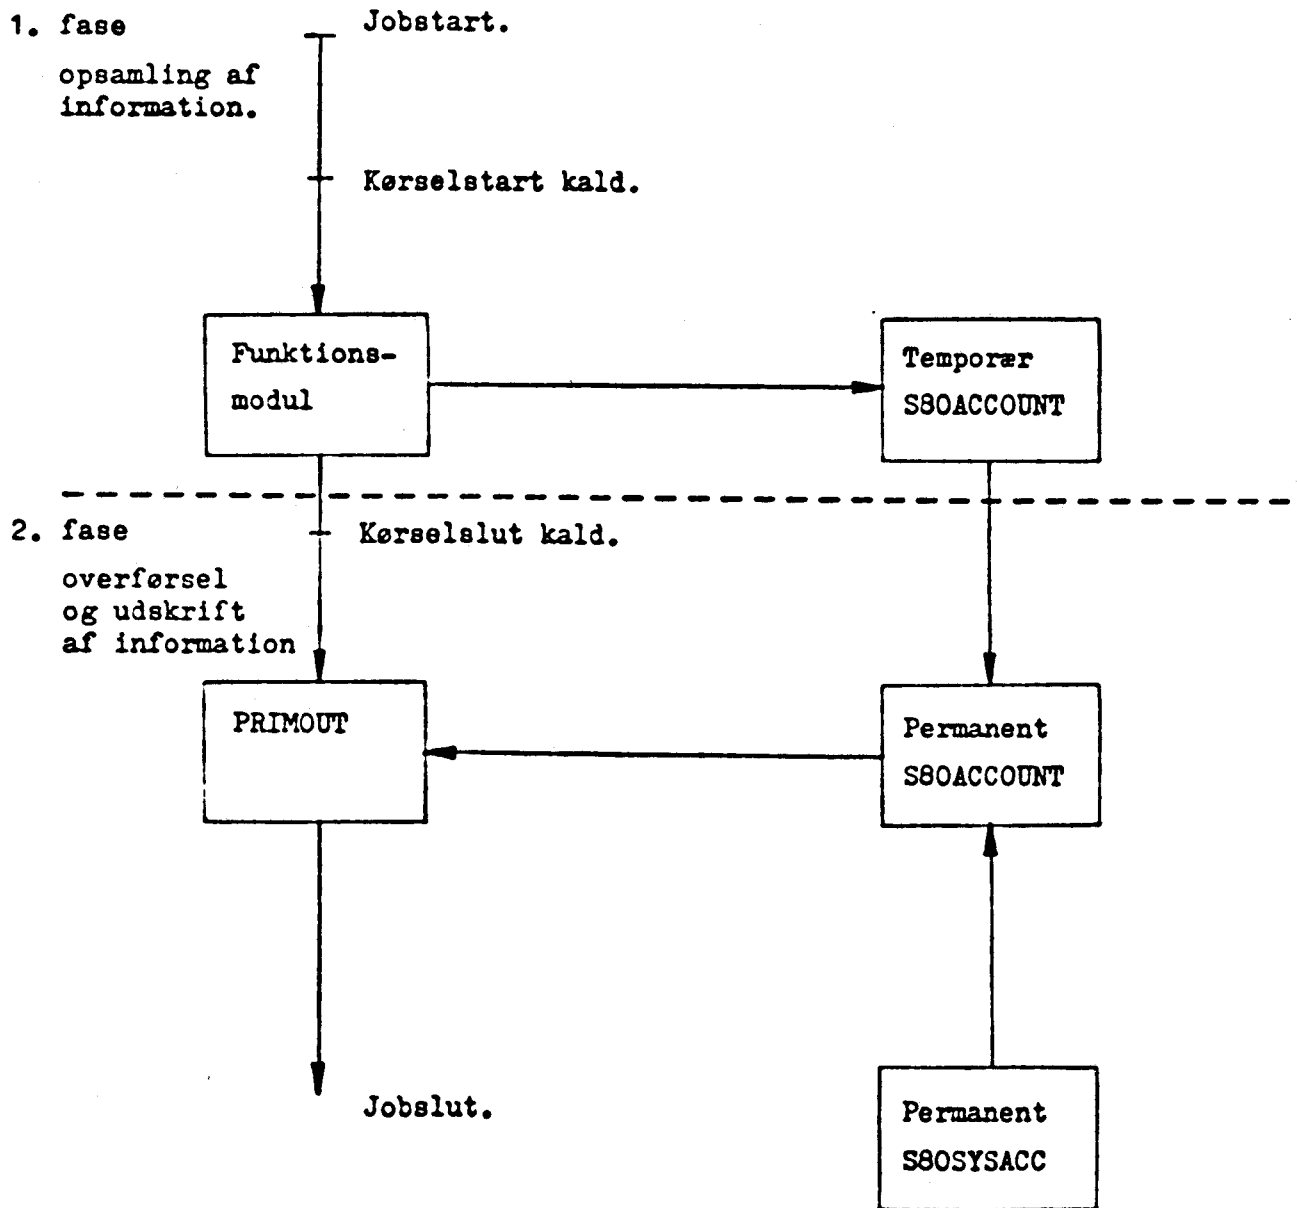 1. fase
Jobstart.
opsamling af
information.
Kørselstart kald.
Funktions-
modul
Temporær
S80ACCOUNT
2. fase
Kørselslut kald.
overførsel
og udskrift
af information
PRIMOUT
Permanent
S80ACCOUNT
Jobslut.
Permanent
S80SYSACC